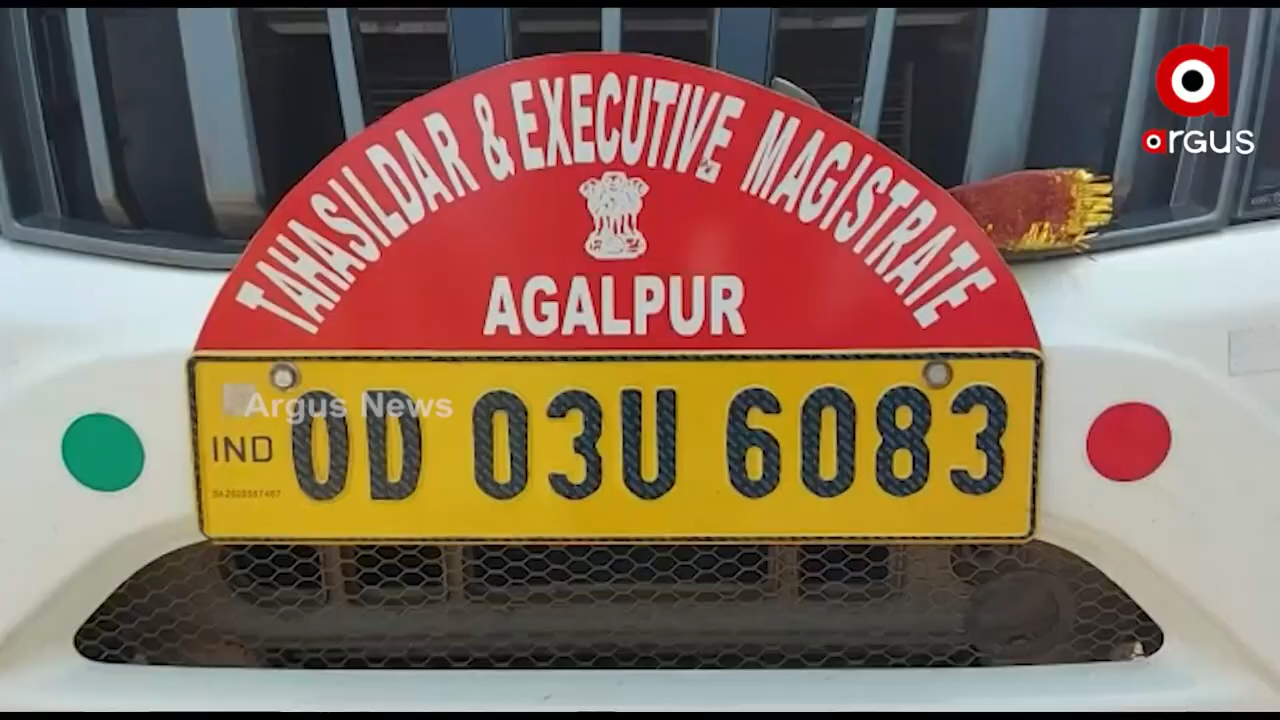 argus
TAHASILDAR & EXECUTIVE MAGISTRATE
AGALPUR
Argus News
IND
OD 03U 6083